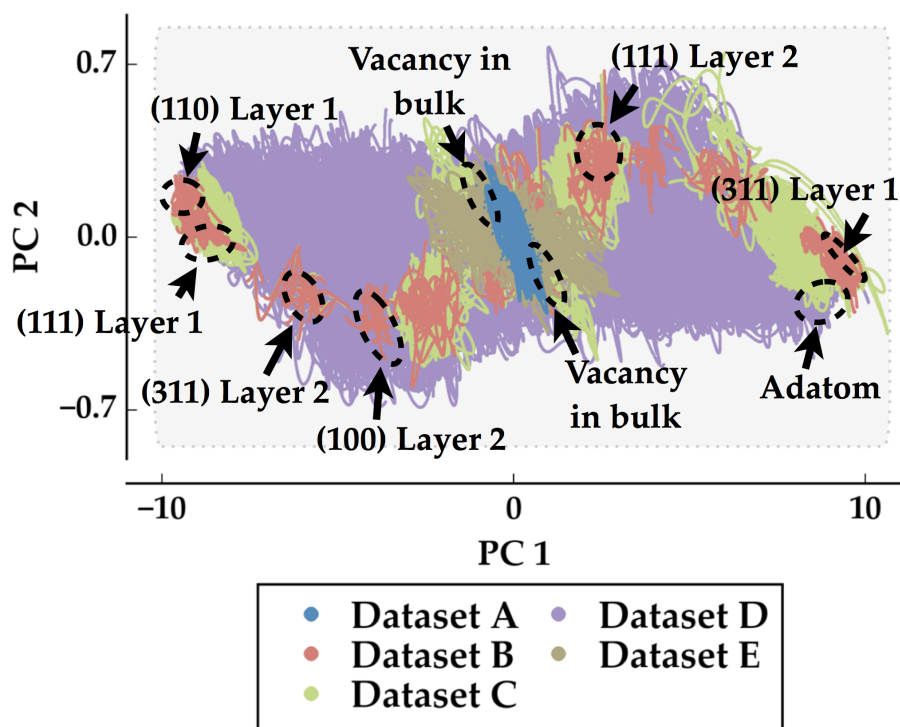 0.7
0.0
−0.7
PC 2
Vacancy in
bulk
(111) Layer 2
(110) Layer 1
(311) Layer 1
(111) Layer 1
(311) Layer 2
(100) Layer 2
Vacancy
in bulk
Adatom
−10
0
10
PC 1
Dataset A
Dataset D
Dataset B
Dataset E
Dataset C